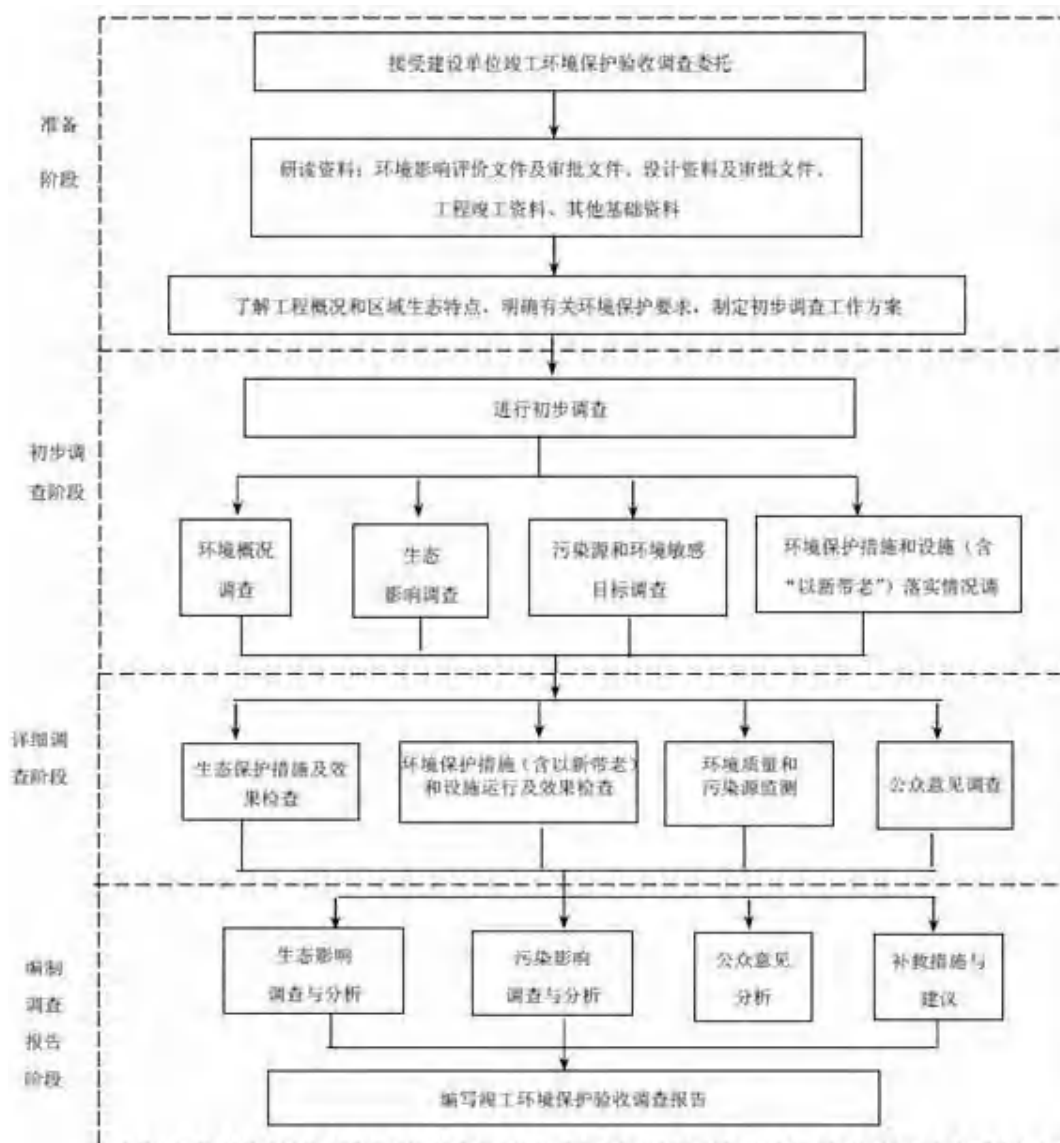 接受建设单位竣工环境保护验收调查委托
准备
阶段
研读资料：环境影响评价文件及审批文件、设计资料及审批文件、
工程竣工资料、其他基础资料
了解工程概况和区域生态特点，明确有关环境保护要求，制定初步调查工作方案
进行初步调查
初步调
查阶段
环境概况
调查
生态
影响调查
污染源和环境敏感
目标调查
环境保护措施和设施（含
“以新带老”）落实情况调
详细调
查阶段
生态保护措施及效
果检查
环境保护措施（含以新带老）
和设施运行及效果检查
环境质量和
污染源监测
公众意见调查
编制
调查
报告
阶段
生态影响
调查与分析
污染影响
调查与分析
公众意见
分析
补救措施与
建议
编写竣工环境保护验收调查报告